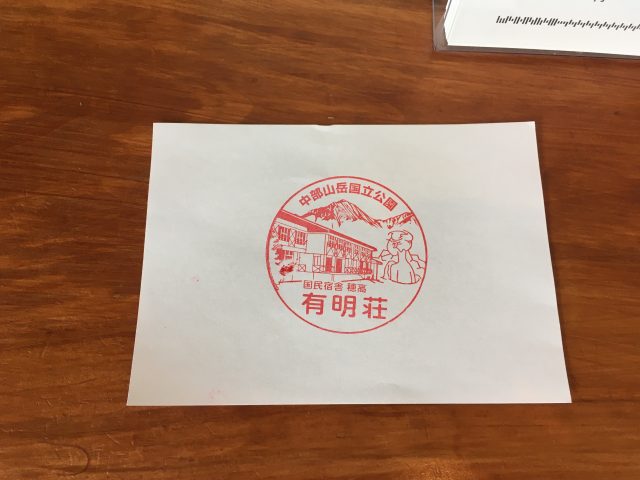 中部山岳国立公園
国民宿舎 穂高
有明荘